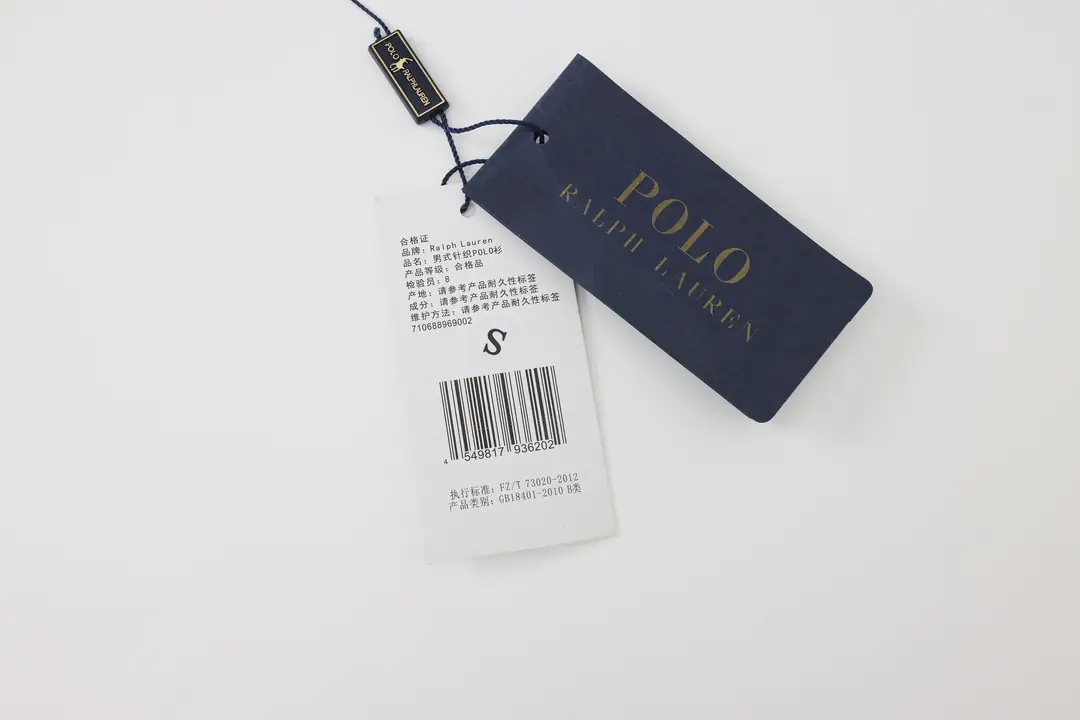 POLO RALPH LAUREN
POLO
RALPH LAUREN
合格证
品牌：Ralph Lauren
品名：男式针织POLO衫
产品等级：合格品
检验员：8
产地：请参考产品耐久性标签
成分：请参考产品耐久性标签
维护方法：请参考产品耐久性标签
710688969002
S
4 549817 936202
执行标准：FZ/T 73020-2012
产品类别：GB18401-2010 B类